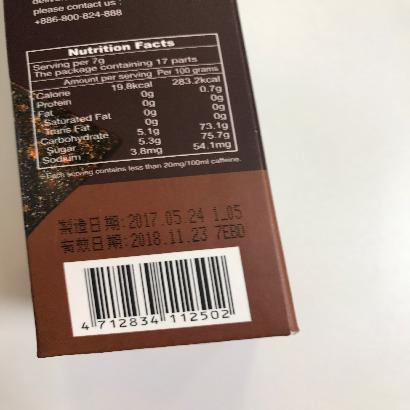 please contact us :
+886-800-824-888
Nutrition Facts
Serving per 7g
The package containing 17 parts
Amount per serving Per 100 grams
Calorie 19.8kcal 283.2kcal
Protein 0g 0.7g
Fat 0g 0g
Saturated Fat 0g 0g
Trans Fat 0g 0g
Carbohydrate 5.1g 73.1g
Sugar 5.3g 75.7g
Sodium 3.8mg 54.1mg
Each serving contains less than 20mg/100ml caffeine.
製造日期:2017.05.24 1_05
有效日期:2018.11.23 7EBD
4 712834 112502